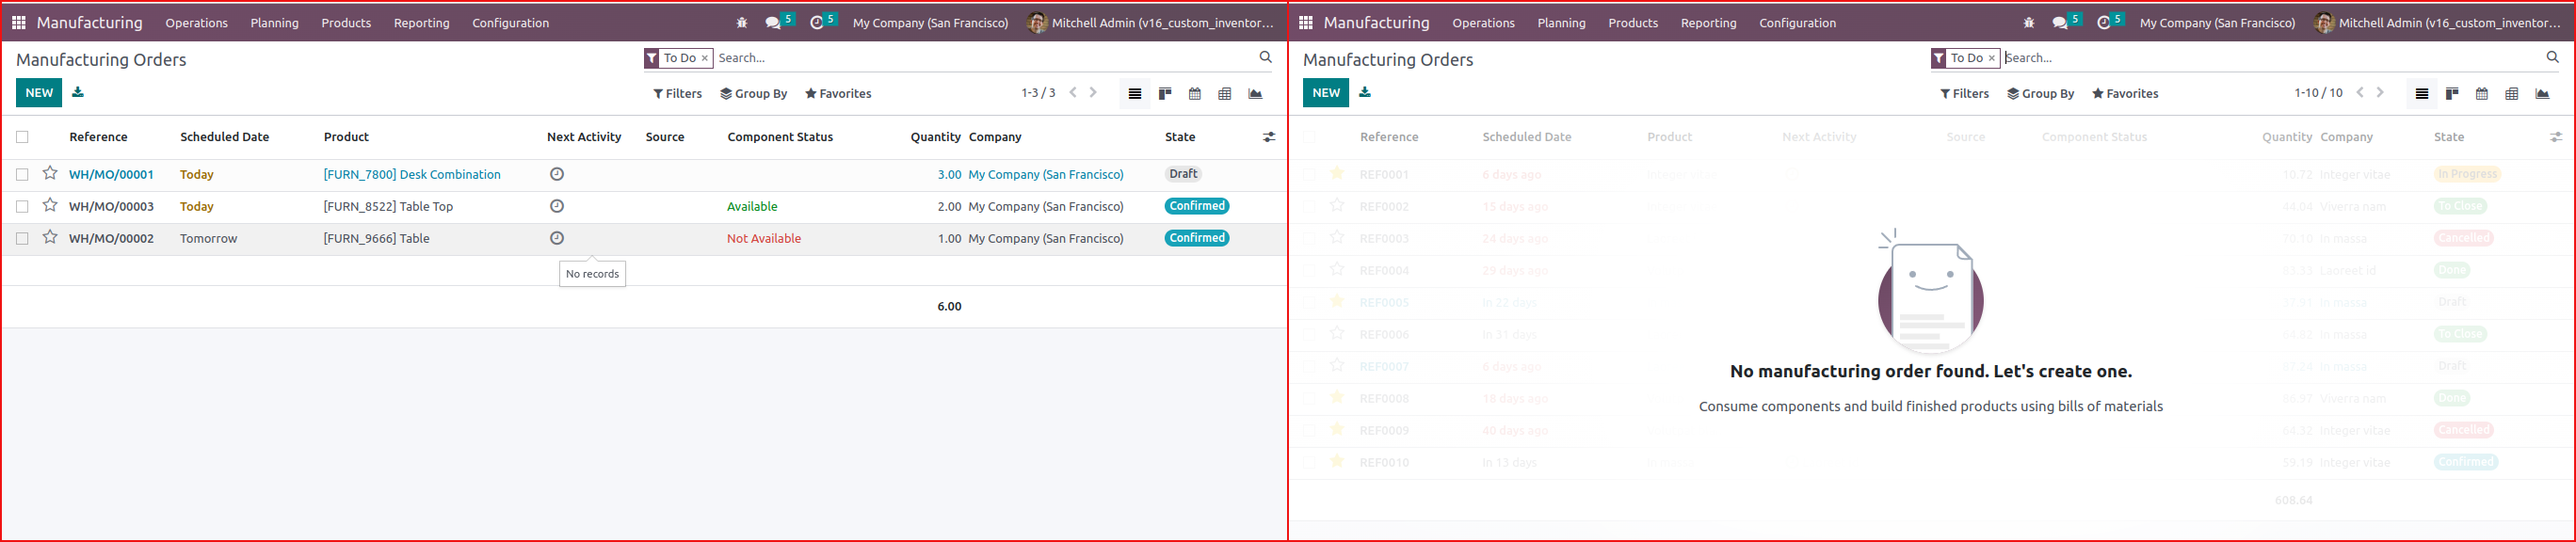 Manufacturing Operations Planning Products Reporting Configuration 5 5 My Company (San Francisco) Mitchell Admin (v16_custom_inventor...
Manufacturing Orders
To Do × Search...
NEW Filters Group By Favorites 1-3 / 3
Reference Scheduled Date Product Next Activity Source Component Status Quantity Company State
WH/MO/00001 Today [FURN_7800] Desk Combination 3.00 My Company (San Francisco) Draft
WH/MO/00003 Today [FURN_8522] Table Top Available 2.00 My Company (San Francisco) Confirmed
WH/MO/00002 Tomorrow [FURN_9666] Table Not Available 1.00 My Company (San Francisco) Confirmed
No records
6.00
Manufacturing Operations Planning Products Reporting Configuration 5 5 My Company (San Francisco) Mitchell Admin (v16_custom_inventor...
Manufacturing Orders
To Do × Search...
NEW Filters Group By Favorites 1-10 / 10
Reference Scheduled Date Product Next Activity Source Component Status Quantity Company State
REF0001 6 days ago 10.72 Integer vitae In Progress
REF0002 15 days ago 44.04 Viverra nam To Close
REF0003 24 days ago 70.10 In massa Cancelled
REF0004 29 days ago Laoreet id Done
REF0005 In 22 days In massa Draft
REF0006 In 31 days In massa To Close
REF0007 6 days ago In massa Draft
REF0008 18 days ago Viverra nam Done
REF0009 40 days ago Integer vitae Cancelled
REF0010 In 13 days 59.19 Integer vitae Confirmed
608.64
No manufacturing order found. Let's create one.
Consume components and build finished products using bills of materials